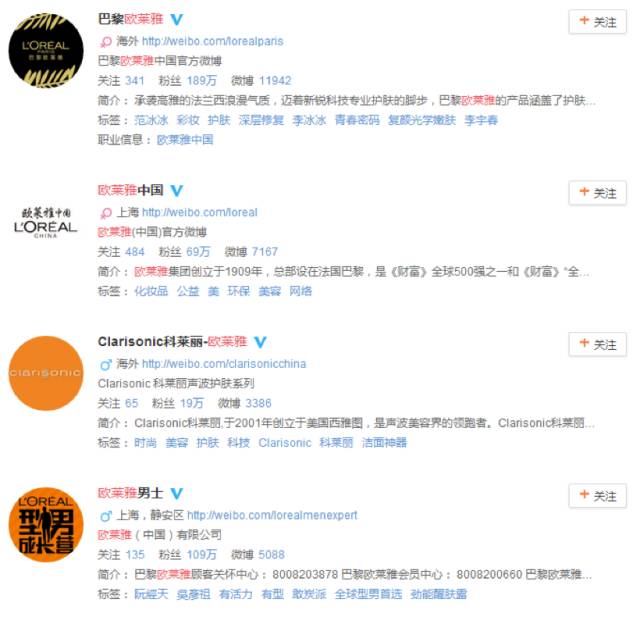 巴黎欧莱雅
L'ORÉAL
PARIS
巴黎欧莱雅
海外 http://weibo.com/lorealparis
+ 关注
巴黎欧莱雅中国官方微博
关注 341 粉丝 189万 微博 11942
简介： 承袭高雅的法兰西浪漫气质，迈着新锐科技专业护肤的脚步，巴黎欧莱雅的产品涵盖了护肤...
标签： 范冰冰 彩妆 护肤 深层修复 李冰冰 青春密码 复颜光学嫩肤 李宇春
职业信息： 欧莱雅中国
欧莱雅中国
欧莱雅中国
L'ORÉAL
CHINA
上海 http://weibo.com/loreal
+ 关注
欧莱雅(中国)官方微博
关注 484 粉丝 69万 微博 7167
简介： 欧莱雅集团创立于1909年，总部设在法国巴黎，是《财富》全球500强之一和《财富》“全...
标签： 化妆品 公益 美 环保 美容 网络
Clarisonic科莱丽-欧莱雅
clarisonic
海外 http://weibo.com/clarisonicchina
+ 关注
Clarisonic 科莱丽声波护肤系列
关注 65 粉丝 19万 微博 3386
简介： Clarisonic科莱丽,于2001年创立于美国西雅图，是声波美容界的领跑者。Clarisonic科莱丽...
标签： 时尚 美容 护肤 科技 Clarisonic 科莱丽 洁面神器
欧莱雅男士
L'ORÉAL
型男
成长营
上海，静安区 http://weibo.com/lorealmenexpert
+ 关注
欧莱雅（中国）有限公司
关注 135 粉丝 109万 微博 5088
简介： 巴黎欧莱雅顾客关怀中心： 8008203878 巴黎欧莱雅会员中心： 8008200660 巴黎欧莱雅...
标签： 阮經天 吳彦祖 有活力 有型 敢炭派 全球型男首选 劲能醒肤露